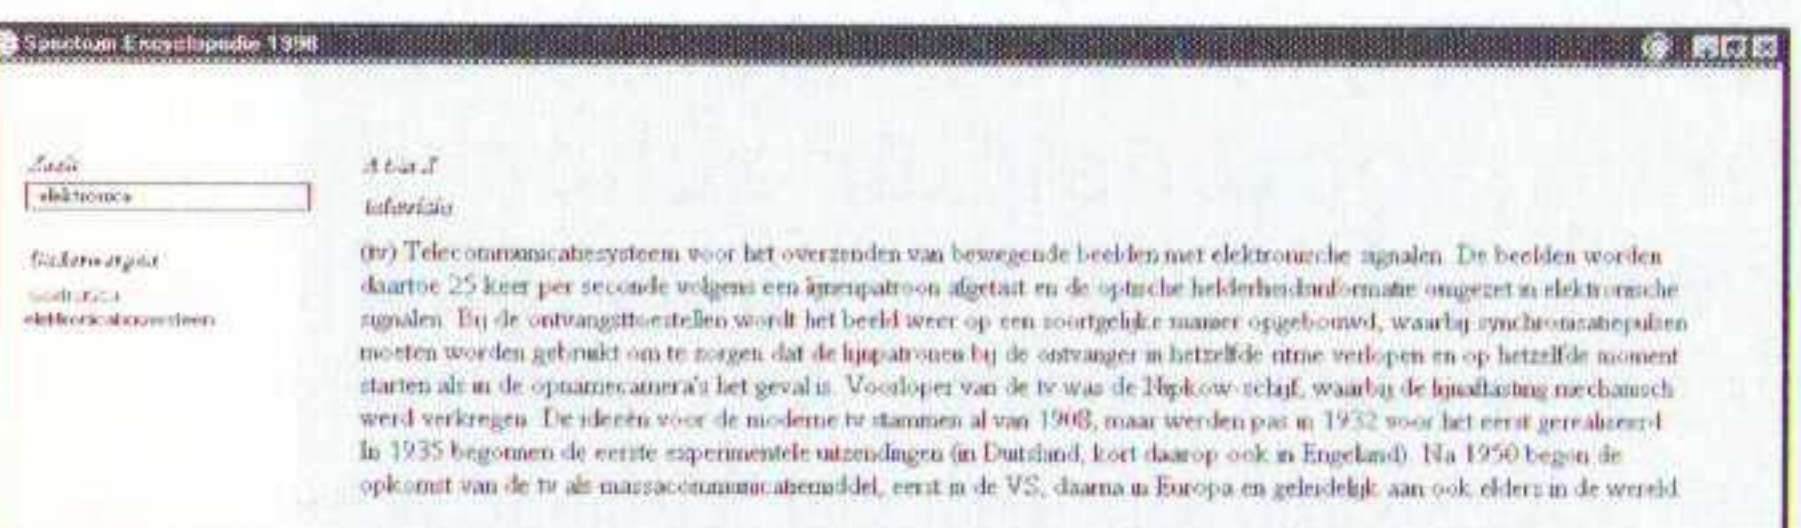 Spectrum Encyclopedie 1998
Zoek
A t/m Z
elektronica
televisie
Onderwerpen
(tv) Telecommunicatiesysteem voor het overzenden van bewegende beelden met elektronische signalen. De beelden worden
daartoe 25 keer per seconde volgens een lijnenpatroon afgetast en de optische helderheidsinformatie omgezet in elektronische
signalen. Bij de ontvangsttoestellen wordt het beeld weer op een soortgelijke manier opgebouwd, waarbij synchronisatiepulsen
moeten worden gebruikt om te zorgen dat de lijnpatronen bij de ontvanger in hetzelfde ritme verlopen en op hetzelfde moment
starten als in de opnamecamera's het geval is. Voorloper van de tv was de Nipkow-schijf, waarbij de lijnaftasting mechanisch
werd verkregen. De ideeën voor de moderne tv stammen al van 1908, maar werden pas in 1932 voor het eerst gerealiseerd.
In 1935 begonnen de eerste experimentele uitzendingen (in Duitsland, kort daarop ook in Engeland). Na 1950 begon de
opkomst van de tv als massacommunicatiemiddel, eerst in de VS, daarna in Europa en geleidelijk aan ook elders in de wereld.